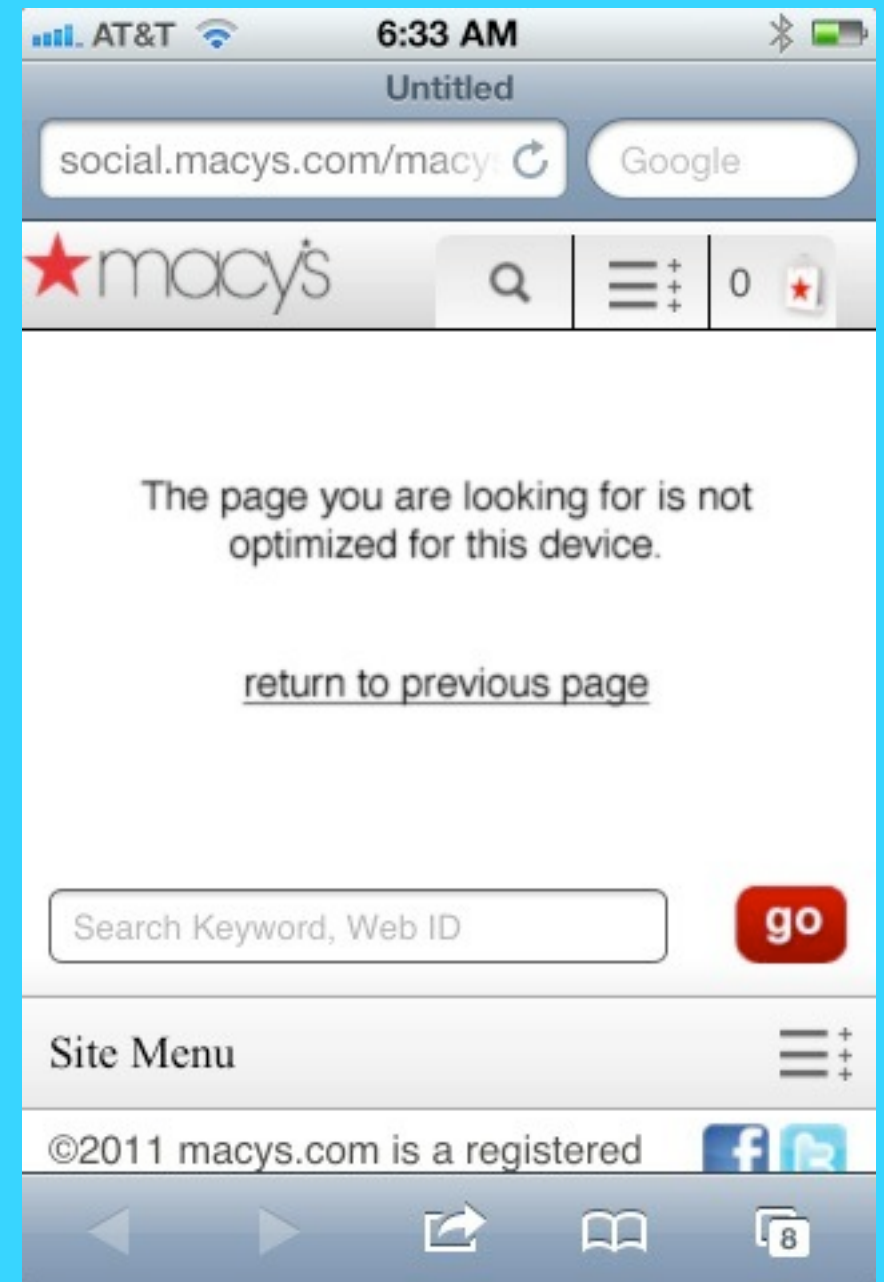 AT&T 6:33 AM
Untitled
social.macys.com/macy Google
macy's 0
The page you are looking for is not
optimized for this device.
return to previous page
Search Keyword, Web ID go
Site Menu
©2011 macys.com is a registered f
8